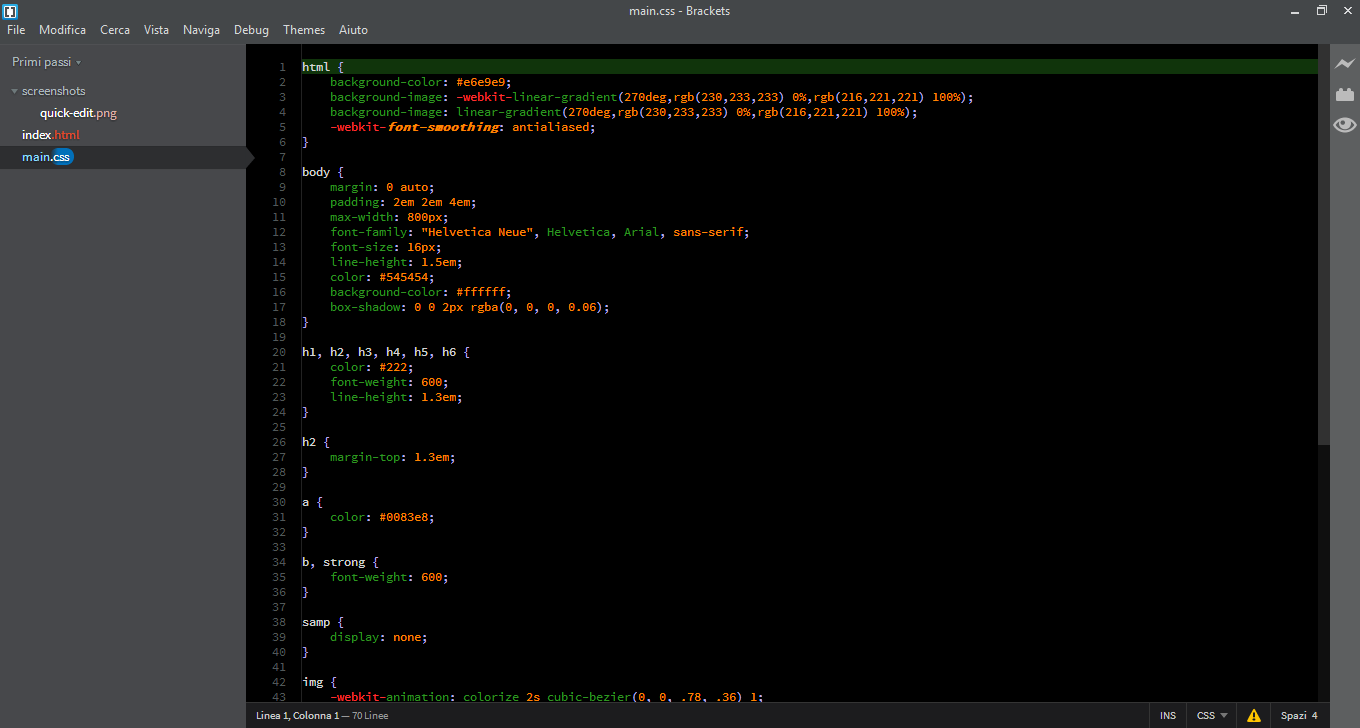 main.css - Brackets
File Modifica Cerca Vista Naviga Debug Themes Aiuto
Primi passi
screenshots
quick-edit.png
index.html
main.css
1 html {
2     background-color: #e6e9e9;
3     background-image: -webkit-linear-gradient(270deg,rgb(230,233,233) 0%,rgb(216,221,221) 100%);
4     background-image: linear-gradient(270deg,rgb(230,233,233) 0%,rgb(216,221,221) 100%);
5     -webkit-font-smoothing: antialiased;
6 }
7
8 body {
9     margin: 0 auto;
10     padding: 2em 2em 4em;
11     max-width: 800px;
12     font-family: "Helvetica Neue", Helvetica, Arial, sans-serif;
13     font-size: 16px;
14     line-height: 1.5em;
15     color: #545454;
16     background-color: #ffffff;
17     box-shadow: 0 0 2px rgba(0, 0, 0, 0.06);
18 }
19
20 h1, h2, h3, h4, h5, h6 {
21     color: #222;
22     font-weight: 600;
23     line-height: 1.3em;
24 }
25
26 h2 {
27     margin-top: 1.3em;
28 }
29
30 a {
31     color: #0083e8;
32 }
33
34 b, strong {
35     font-weight: 600;
36 }
37
38 samp {
39     display: none;
40 }
41
42 img {
43     -webkit-animation: colorize 2s cubic-bezier(0, 0, .78, .36) 1;
Linea 1, Colonna 1 — 70 Linee INS CSS Spazi 4